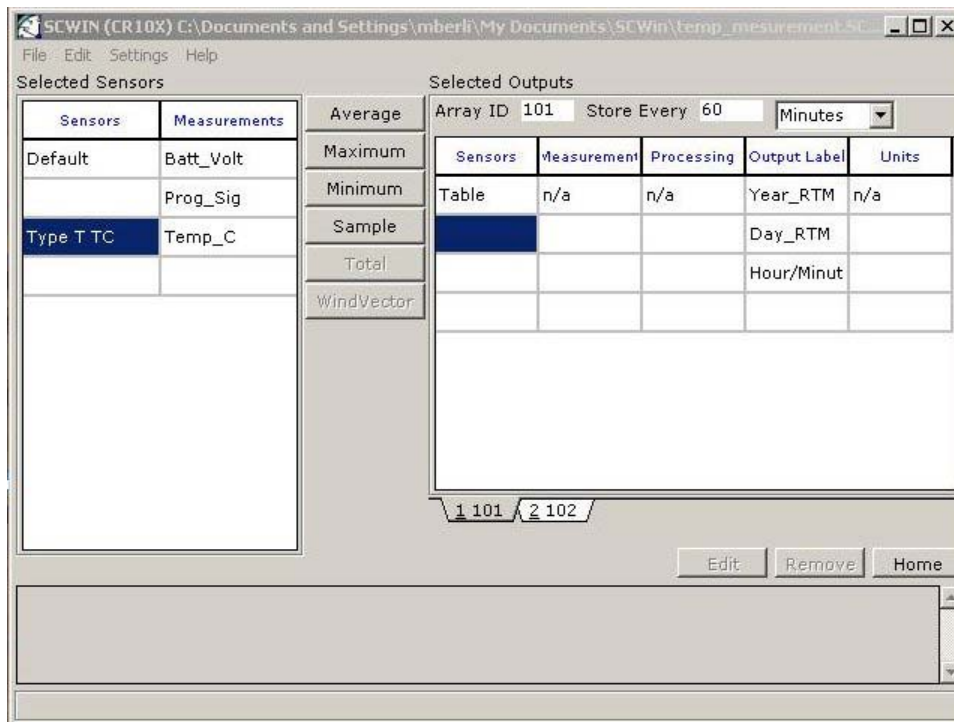 SCWIN (CR10X) C:\Documents and Settings\mberli\My Documents\SCWin\temp_mesurement.SC...
File Edit Settings Help
Selected Sensors
Sensors Measurements
Default Batt_Volt
Prog_Sig
Type T TC Temp_C
Average
Maximum
Minimum
Sample
Total
WindVector
Selected Outputs
Array ID 101 Store Every 60 Minutes
Sensors Measurement Processing Output Label Units
Table n/a n/a Year_RTM n/a
Day_RTM
Hour/Minut
1 101 2 102
Edit Remove Home